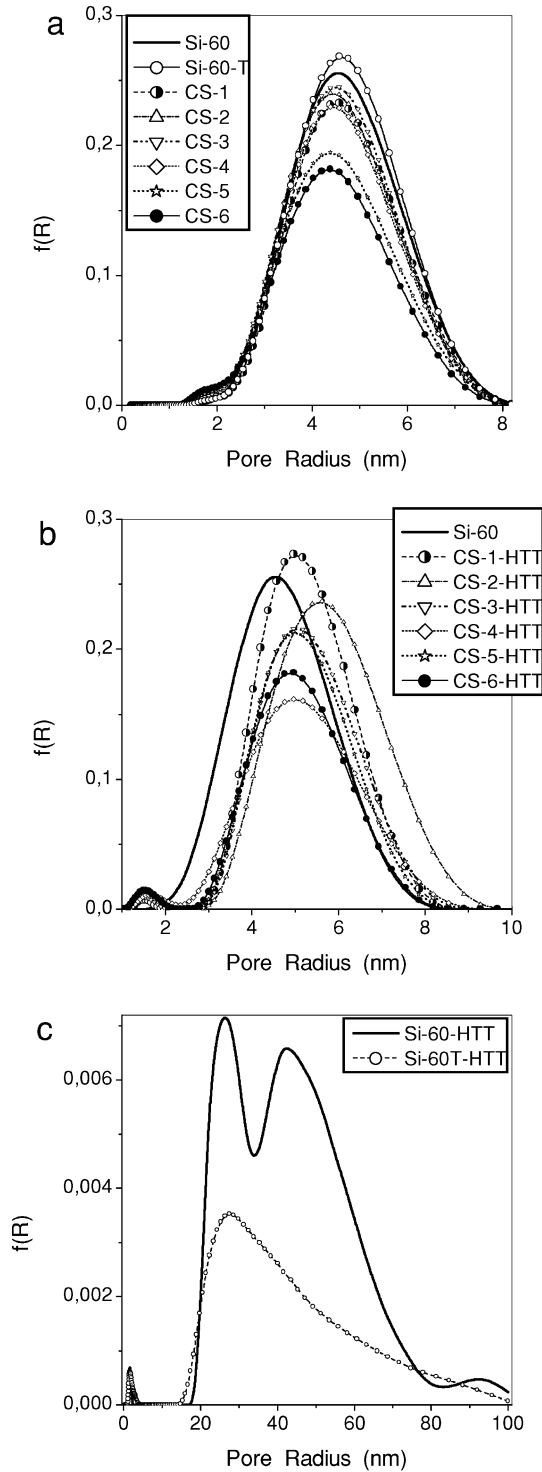 a
0,3
0,2
0,1
0,0
f(R)
Si-60
Si-60-T
CS-1
CS-2
CS-3
CS-4
CS-5
CS-6
0 2 4 6 8
Pore Radius (nm)
b
0,3
0,2
0,1
0,0
f(R)
Si-60
CS-1-HTT
CS-2-HTT
CS-3-HTT
CS-4-HTT
CS-5-HTT
CS-6-HTT
2 4 6 8 10
Pore Radius (nm)
c
0,006
0,004
0,002
0,000
f(R)
Si-60-HTT
Si-60T-HTT
0 20 40 60 80 100
Pore Radius (nm)